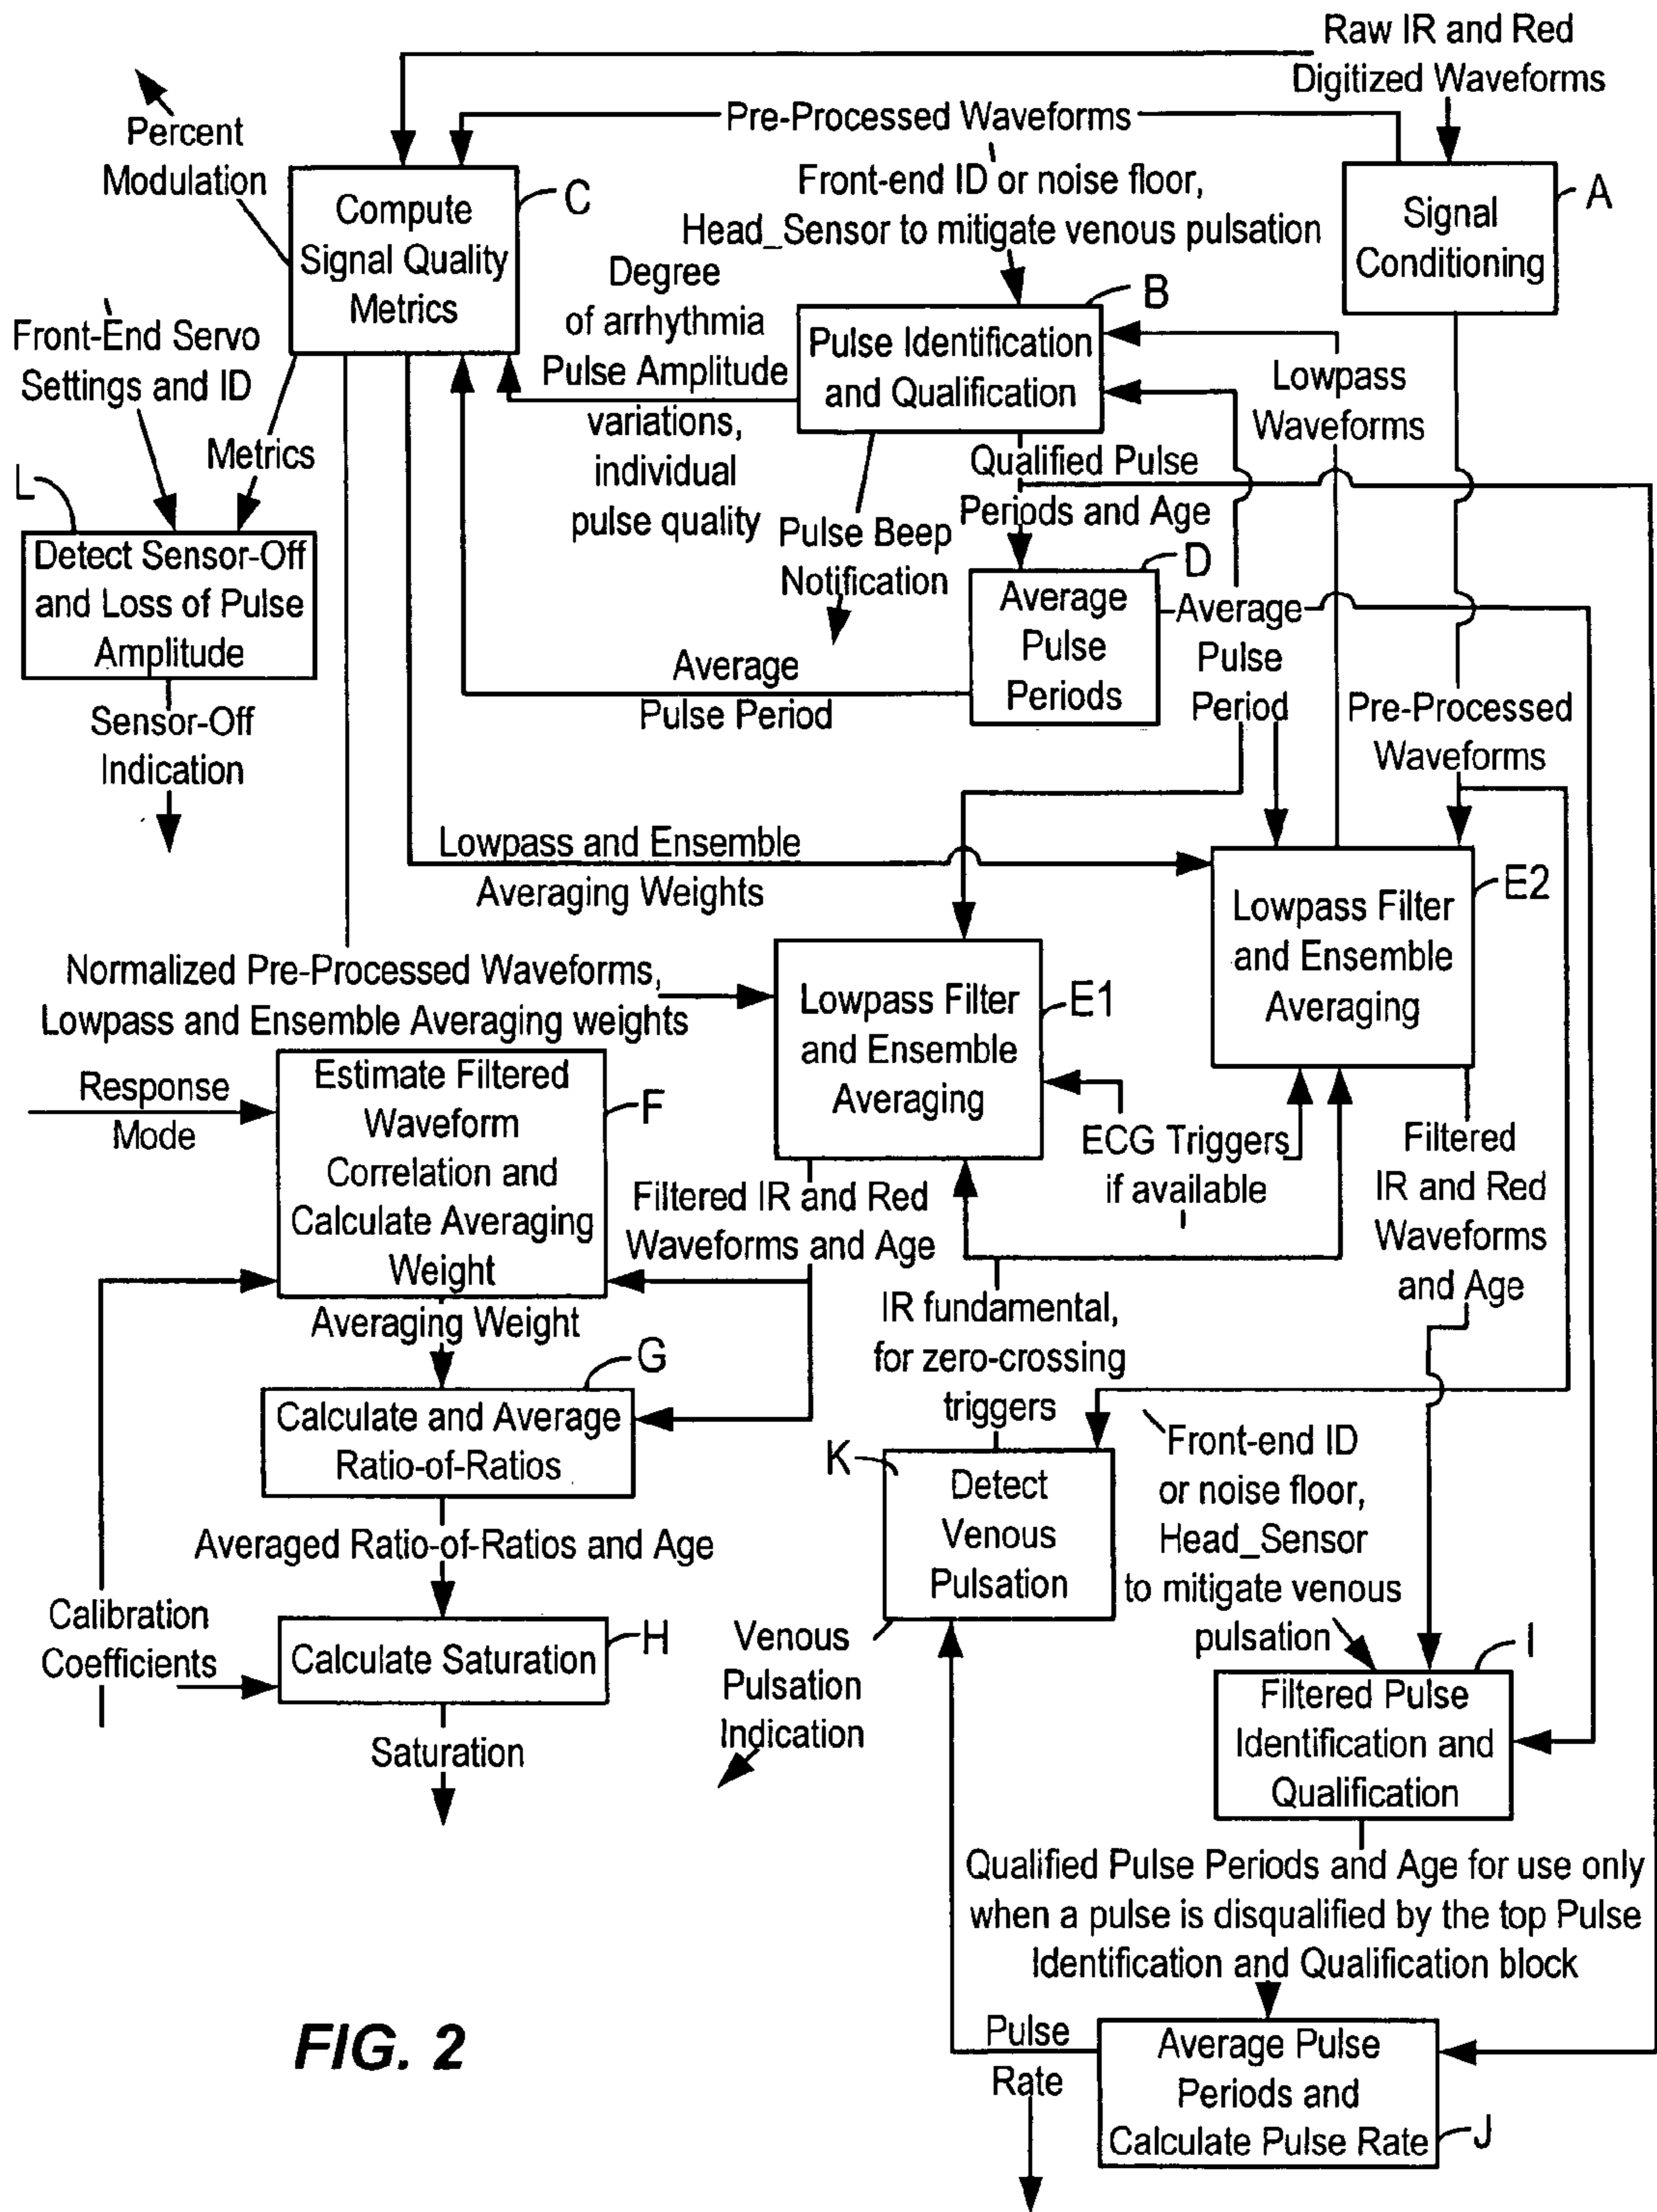 Raw IR and Red
Digitized Waveforms
Pre-Processed Waveforms
Percent
Modulation
Front-end ID or noise floor,
Head_Sensor to mitigate venous pulsation
Compute
Signal Quality
Metrics
C
Signal
Conditioning
A
Degree
of arrhythmia
Pulse Amplitude
variations,
individual
pulse quality
B
Pulse Identification
and Qualification
Lowpass
Waveforms
Front-End Servo
Settings and ID
Metrics
L
Detect Sensor-Off
and Loss of Pulse
Amplitude
Sensor-Off
Indication
Qualified Pulse
Periods and Age
Pulse Beep
Notification
D
Average
Pulse
Periods
Average
Pulse
Period
Average
Pulse Period
Pre-Processed
Waveforms
Lowpass and Ensemble
Averaging Weights
E2
Lowpass Filter
and Ensemble
Averaging
Normalized Pre-Processed Waveforms,
Lowpass and Ensemble Averaging weights
E1
Lowpass Filter
and Ensemble
Averaging
Response
Mode
Estimate Filtered
Waveform
Correlation and
Calculate Averaging
Weight
F
ECG Triggers
if available
Filtered
IR and Red
Waveforms
and Age
Filtered IR and Red
Waveforms and Age
Averaging Weight
IR fundamental,
for zero-crossing
triggers
G
Calculate and Average
Ratio-of-Ratios
K
Detect
Venous
Pulsation
Front-end ID
or noise floor,
Head_Sensor
to mitigate venous
pulsation
Averaged Ratio-of-Ratios and Age
Calibration
Coefficients
Calculate Saturation
H
Venous
Pulsation
Indication
I
Filtered Pulse
Identification and
Qualification
Saturation
Qualified Pulse Periods and Age for use only
when a pulse is disqualified by the top Pulse
Identification and Qualification block
Pulse
Rate
Average Pulse
Periods and
Calculate Pulse Rate
J
FIG. 2